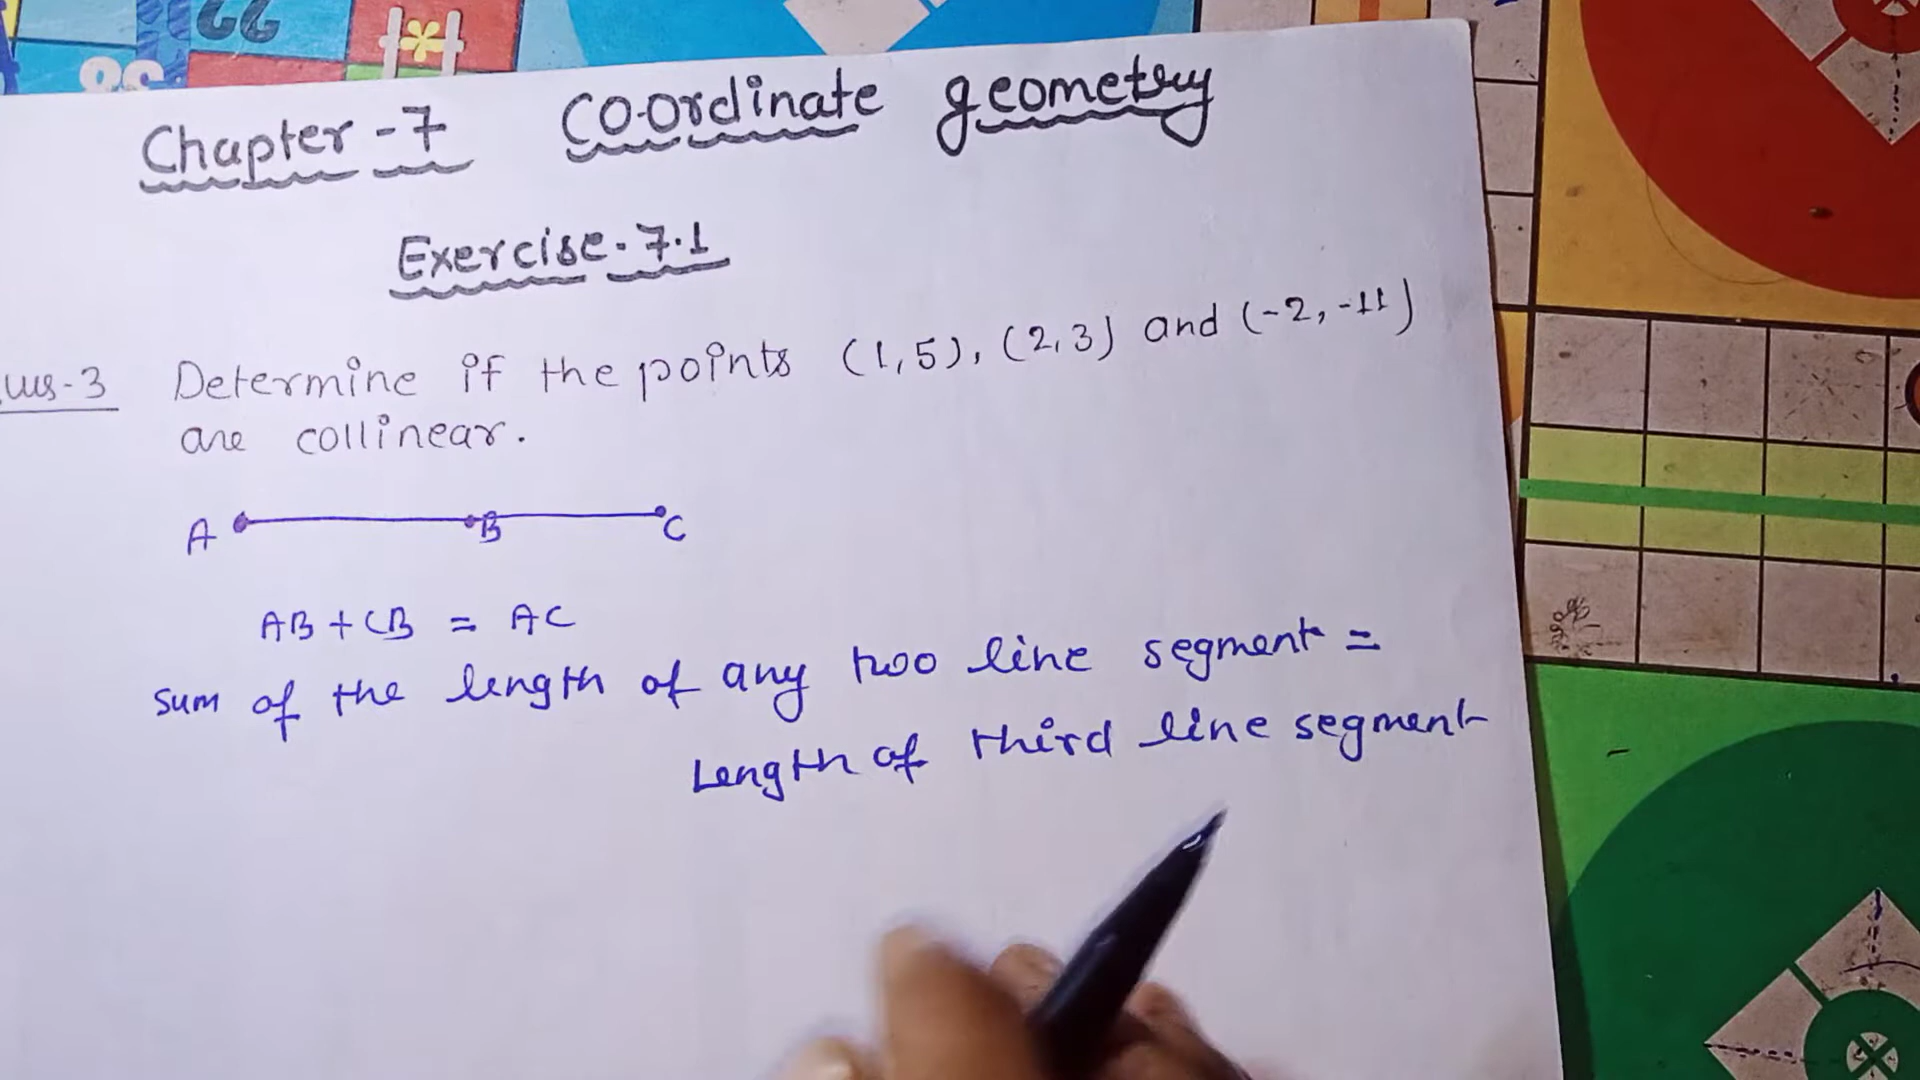 Chapter-7 CO-Ordinate geometry
Exercise-7.1
us-3 Determine if the points (1,5), (2,3) and (-2,-11)
are collinear.
A B C
AB+CB = AC
sum of the length of any two line segment =
Length of third line segment